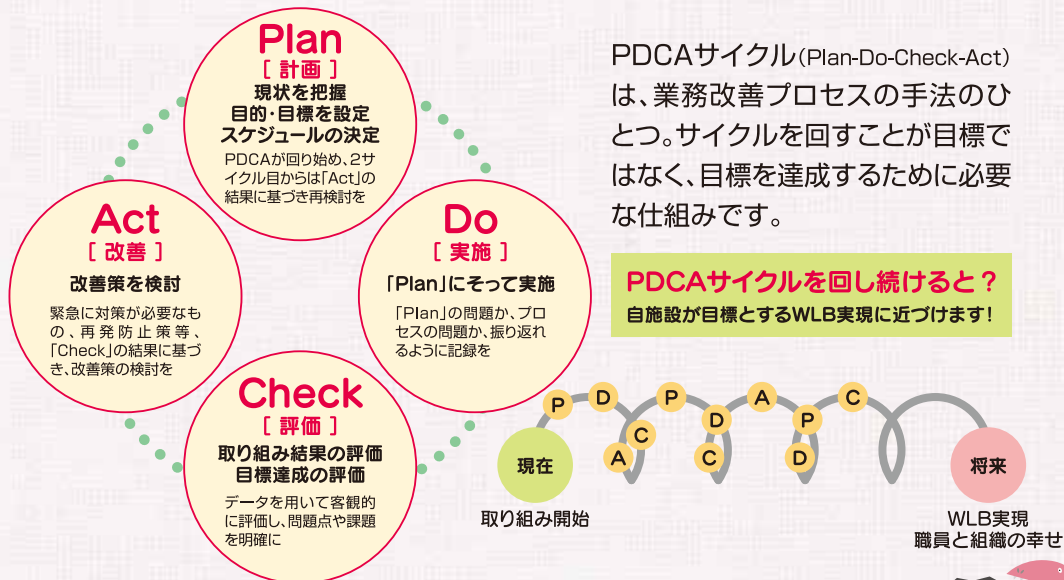 Plan
[ 計画 ]
現状を把握
目的・目標を設定
スケジュールの決定
PDCAが回り始め、2サ
イクル目からは「Act」の
結果に基づき再検討を
Do
[ 実施 ]
「Plan」にそって実施
「Plan」の問題か、プロ
セスの問題か、振り返れ
るように記録を
Check
[ 評価 ]
取り組み結果の評価
目標達成の評価
データを用いて客観的
に評価し、問題点や課題
を明確に
Act
[ 改善 ]
改善策を検討
緊急に対策が必要なも
の、再発防止策等、
「Check」の結果に基づ
き、改善策の検討を
PDCAサイクル(Plan-Do-Check-Act)
は、業務改善プロセスの手法のひ
とつ。サイクルを回すことが目標で
はなく、目標を達成するために必要
な仕組みです。
PDCAサイクルを回し続けると？
自施設が目標とするWLB実現に近づけます！
P
D
C
A
P
D
C
A
P
D
C
現在
取り組み開始
将来
WLB実現
職員と組織の幸せ